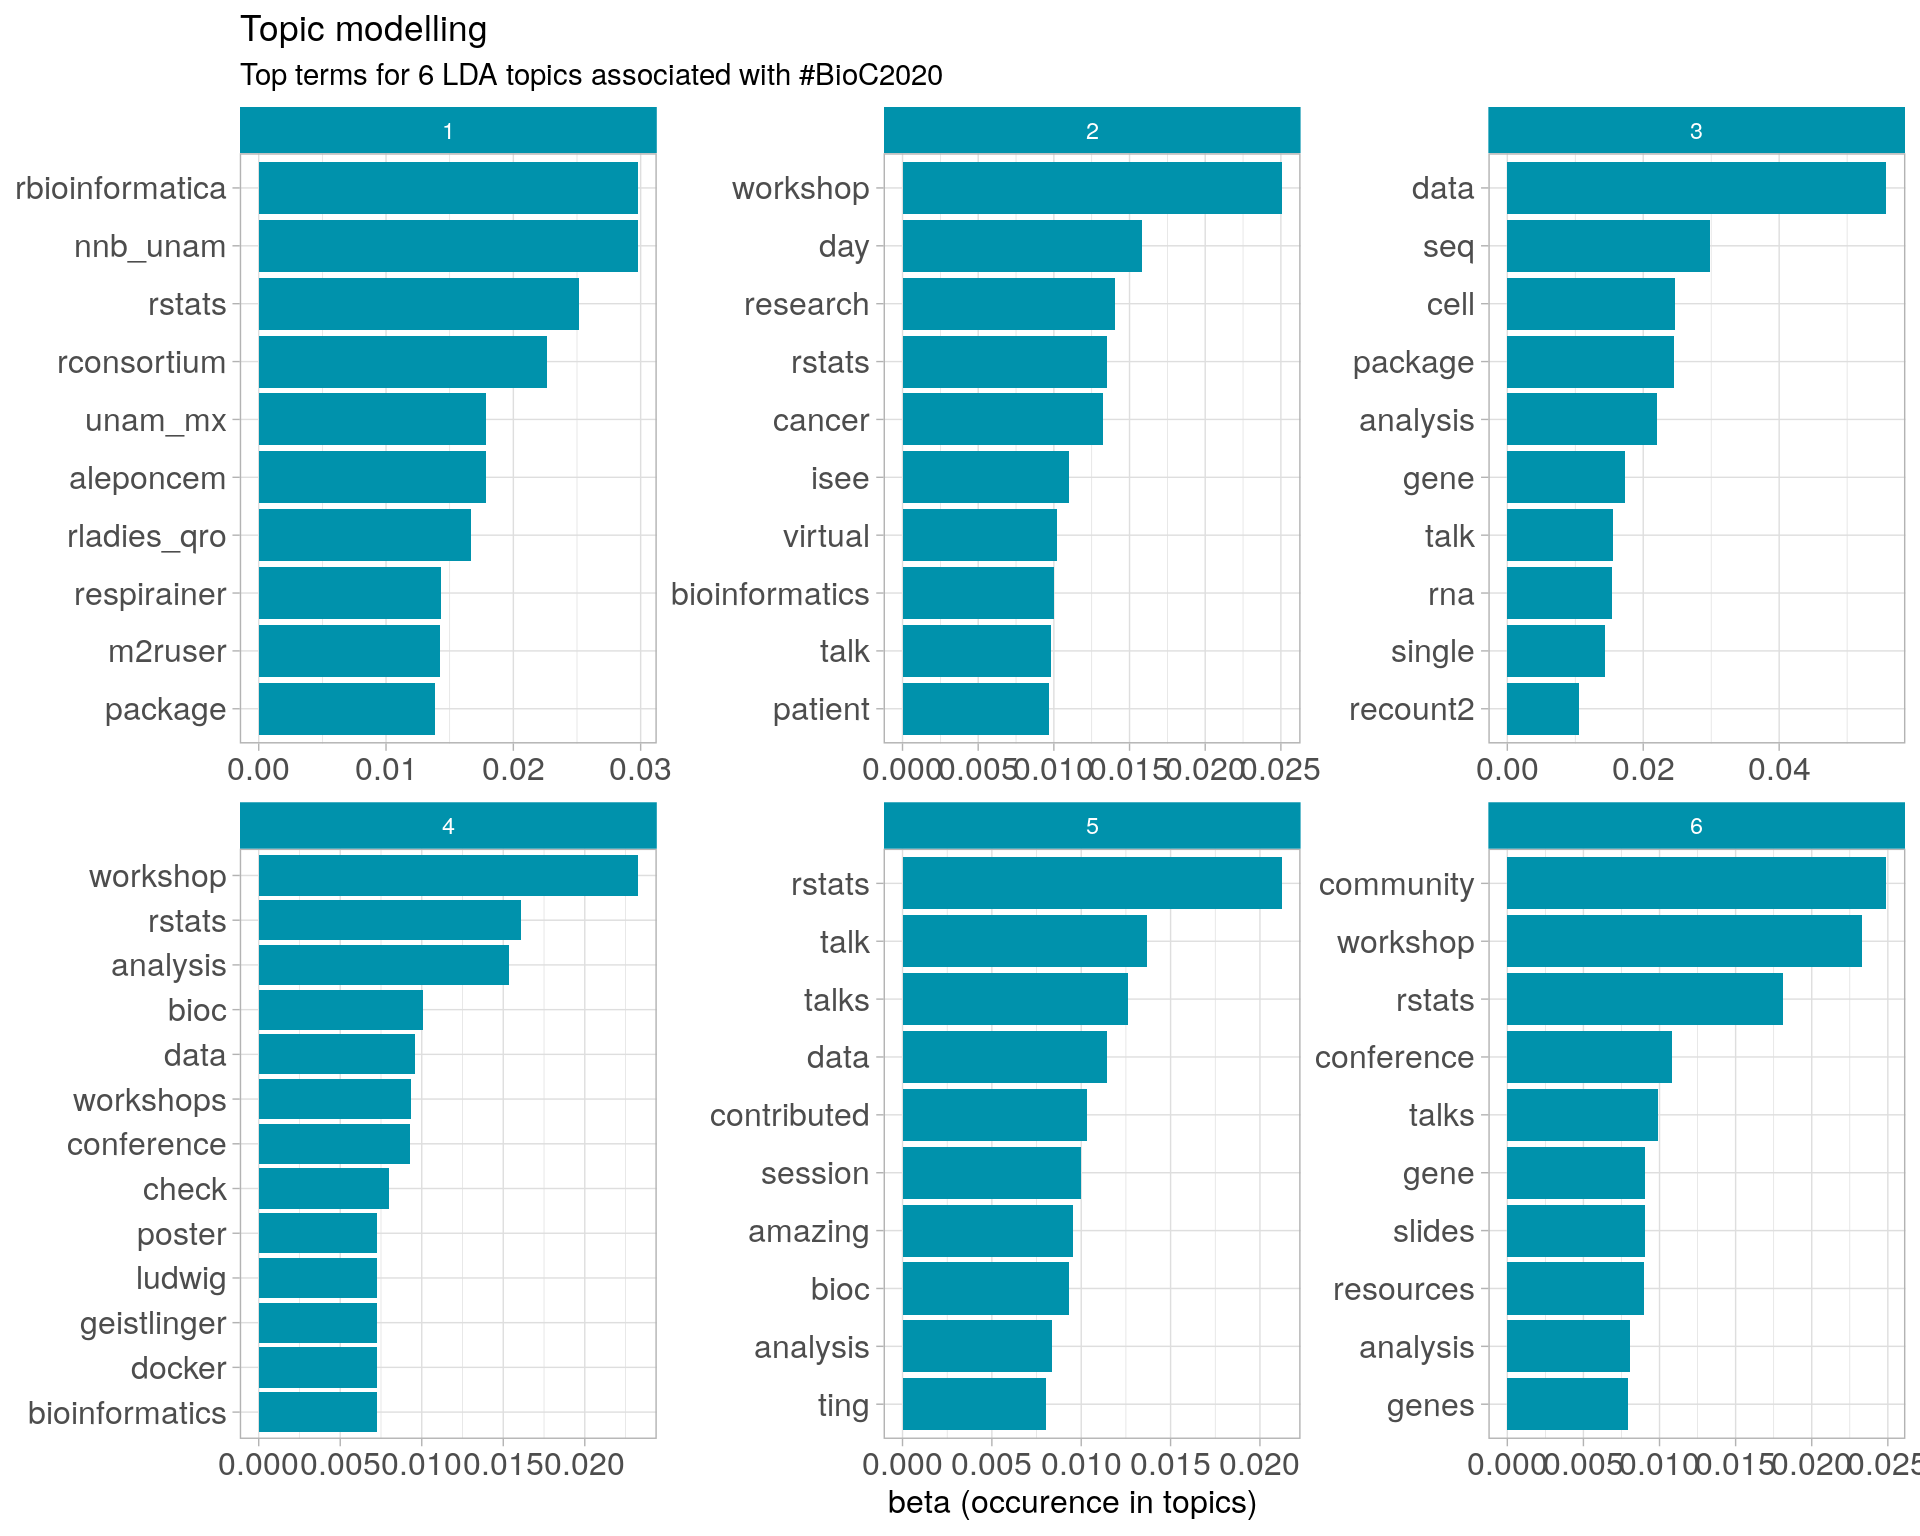 Topic modelling
Top terms for 6 LDA topics associated with #BioC2020
1
rbioinformatica
nnb_unam
rstats
rconsortium
unam_mx
aleponcem
rladies_qro
respirainer
m2ruser
package
0.00 0.01 0.02 0.03
2
workshop
day
research
rstats
cancer
isee
virtual
bioinformatics
talk
patient
0.000 0.005 0.010 0.015 0.020 0.025
3
data
seq
cell
package
analysis
gene
talk
rna
single
recount2
0.00 0.02 0.04
4
workshop
rstats
analysis
bioc
data
workshops
conference
check
poster
ludwig
geistlinger
docker
bioinformatics
0.000 0.005 0.010 0.015 0.020
5
rstats
talk
talks
data
contributed
session
amazing
bioc
analysis
ting
0.000 0.005 0.010 0.015 0.020
6
community
workshop
rstats
conference
talks
gene
slides
resources
analysis
genes
0.000 0.005 0.010 0.015 0.020 0.025
beta (occurence in topics)